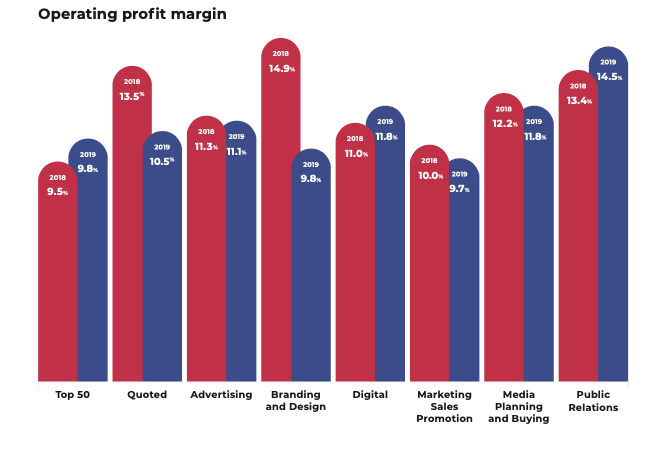 Operating profit margin
2018
9.5%
2019
9.8%
2018
13.5%
2019
10.5%
2018
11.3%
2019
11.1%
2018
14.9%
2019
9.8%
2018
11.0%
2019
11.8%
2018
10.0%
2019
9.7%
2018
12.2%
2019
11.8%
2018
13.4%
2019
14.5%
Top 50
Quoted
Advertising
Branding
and Design
Digital
Marketing
Sales
Promotion
Media
Planning
and Buying
Public
Relations